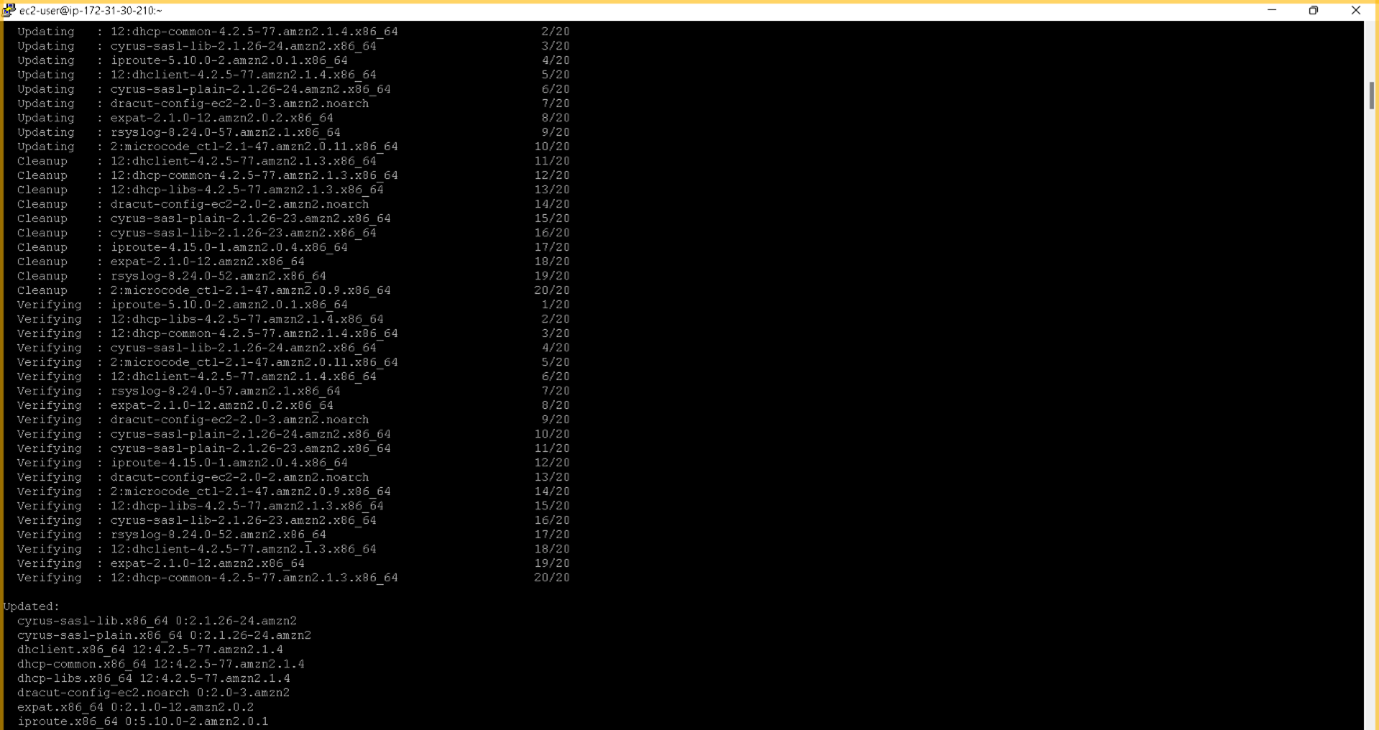 ec2-user@ip-172-31-30-210:~
Updating : 12:dhcp-common-4.2.5-77.amzn2.1.4.x86_64 2/20
Updating : cyrus-sasl-lib-2.1.26-24.amzn2.x86_64 3/20
Updating : iproute-5.10.0-2.amzn2.0.1.x86_64 4/20
Updating : 12:dhclient-4.2.5-77.amzn2.1.4.x86_64 5/20
Updating : cyrus-sasl-plain-2.1.26-24.amzn2.x86_64 6/20
Updating : dracut-config-ec2-2.0-3.amzn2.noarch 7/20
Updating : expat-2.1.0-12.amzn2.0.2.x86_64 8/20
Updating : rsyslog-8.24.0-57.amzn2.1.x86_64 9/20
Updating : 2:microcode_ctl-2.1-47.amzn2.0.11.x86_64 10/20
Cleanup : 12:dhclient-4.2.5-77.amzn2.1.3.x86_64 11/20
Cleanup : 12:dhcp-common-4.2.5-77.amzn2.1.3.x86_64 12/20
Cleanup : 12:dhcp-libs-4.2.5-77.amzn2.1.3.x86_64 13/20
Cleanup : dracut-config-ec2-2.0-2.amzn2.noarch 14/20
Cleanup : cyrus-sasl-plain-2.1.26-23.amzn2.x86_64 15/20
Cleanup : cyrus-sasl-lib-2.1.26-23.amzn2.x86_64 16/20
Cleanup : iproute-4.15.0-1.amzn2.0.4.x86_64 17/20
Cleanup : expat-2.1.0-12.amzn2.x86_64 18/20
Cleanup : rsyslog-8.24.0-52.amzn2.x86_64 19/20
Cleanup : 2:microcode_ctl-2.1-47.amzn2.0.9.x86_64 20/20
Verifying : iproute-5.10.0-2.amzn2.0.1.x86_64 1/20
Verifying : 12:dhcp-libs-4.2.5-77.amzn2.1.4.x86_64 2/20
Verifying : 12:dhcp-common-4.2.5-77.amzn2.1.4.x86_64 3/20
Verifying : cyrus-sasl-lib-2.1.26-24.amzn2.x86_64 4/20
Verifying : 2:microcode_ctl-2.1-47.amzn2.0.11.x86_64 5/20
Verifying : 12:dhclient-4.2.5-77.amzn2.1.4.x86_64 6/20
Verifying : rsyslog-8.24.0-57.amzn2.1.x86_64 7/20
Verifying : expat-2.1.0-12.amzn2.0.2.x86_64 8/20
Verifying : dracut-config-ec2-2.0-3.amzn2.noarch 9/20
Verifying : cyrus-sasl-plain-2.1.26-24.amzn2.x86_64 10/20
Verifying : cyrus-sasl-plain-2.1.26-23.amzn2.x86_64 11/20
Verifying : iproute-4.15.0-1.amzn2.0.4.x86_64 12/20
Verifying : dracut-config-ec2-2.0-2.amzn2.noarch 13/20
Verifying : 2:microcode_ctl-2.1-47.amzn2.0.9.x86_64 14/20
Verifying : 12:dhcp-libs-4.2.5-77.amzn2.1.3.x86_64 15/20
Verifying : cyrus-sasl-lib-2.1.26-23.amzn2.x86_64 16/20
Verifying : rsyslog-8.24.0-52.amzn2.x86_64 17/20
Verifying : 12:dhclient-4.2.5-77.amzn2.1.3.x86_64 18/20
Verifying : expat-2.1.0-12.amzn2.x86_64 19/20
Verifying : 12:dhcp-common-4.2.5-77.amzn2.1.3.x86_64 20/20
Updated:
cyrus-sasl-lib.x86_64 0:2.1.26-24.amzn2
cyrus-sasl-plain.x86_64 0:2.1.26-24.amzn2
dhclient.x86_64 12:4.2.5-77.amzn2.1.4
dhcp-common.x86_64 12:4.2.5-77.amzn2.1.4
dhcp-libs.x86_64 12:4.2.5-77.amzn2.1.4
dracut-config-ec2.noarch 0:2.0-3.amzn2
expat.x86_64 0:2.1.0-12.amzn2.0.2
iproute.x86_64 0:5.10.0-2.amzn2.0.1